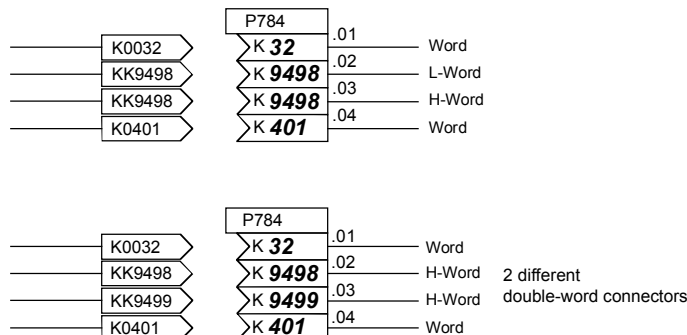 P784
K0032 K 32 .01 Word
KK9498 K 9498 .02 L-Word
KK9498 K 9498 .03 H-Word
K0401 K 401 .04 Word
P784
K0032 K 32 .01 Word
KK9498 K 9498 .02 H-Word 2 different
KK9499 K 9499 .03 H-Word double-word connectors
K0401 K 401 .04 Word